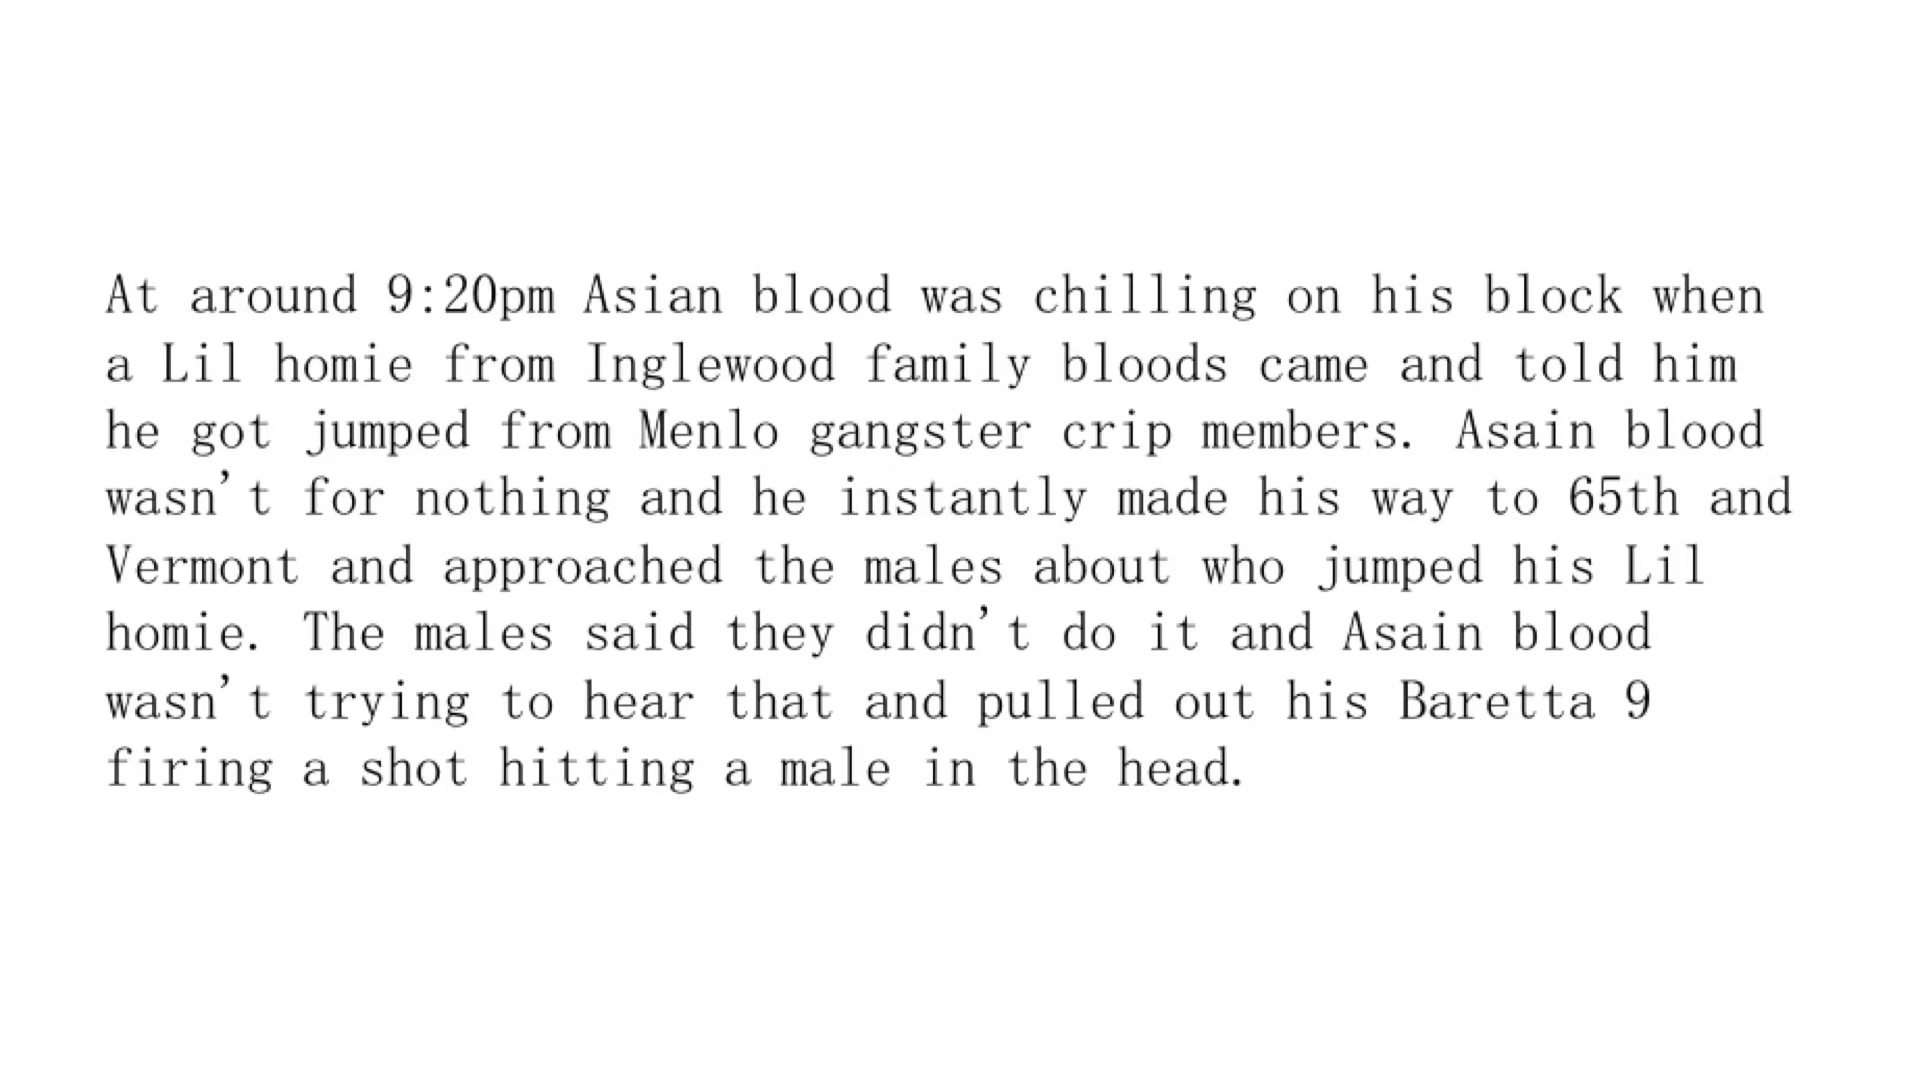 At around 9:20pm Asian blood was chilling on his block when
a Lil homie from Inglewood family bloods came and told him
he got jumped from Menlo gangster crip members. Asain blood
wasn't for nothing and he instantly made his way to 65th and
Vermont and approached the males about who jumped his Lil
homie. The males said they didn't do it and Asain blood
wasn't trying to hear that and pulled out his Baretta 9
firing a shot hitting a male in the head.